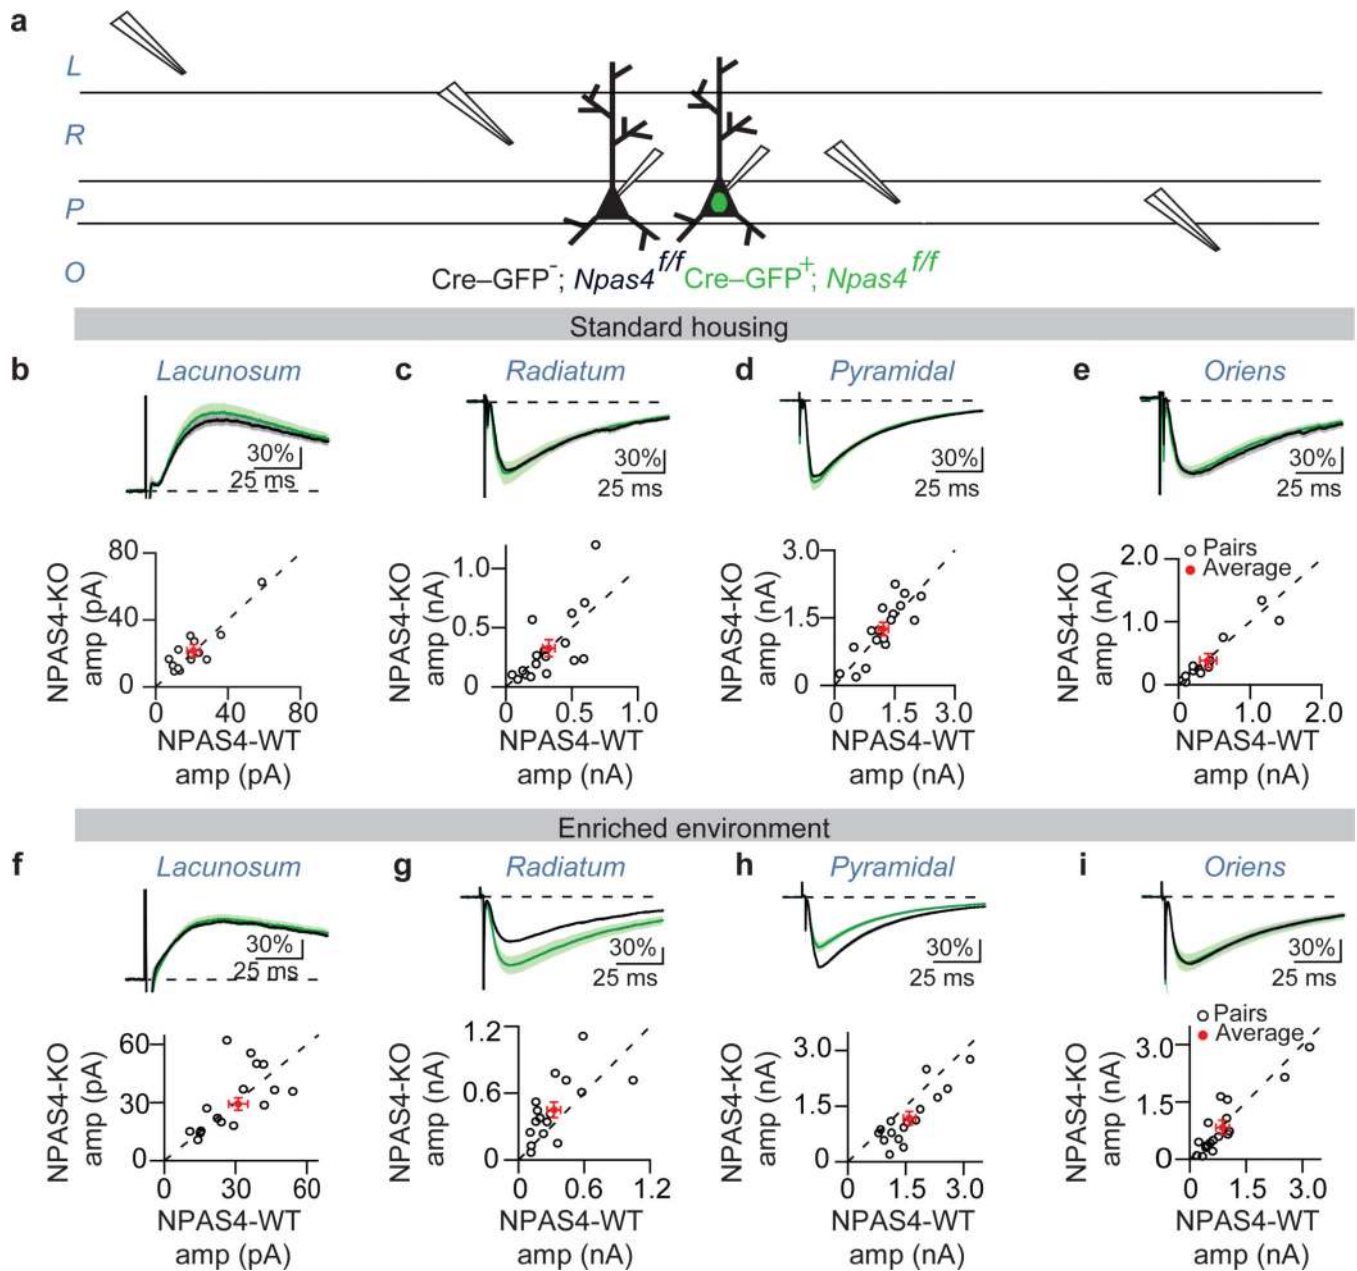 a
L
R
P
O
Cre–GFP-; Npas4 f/f Cre–GFP+; Npas4 f/f
Standard housing
b Lacunosum
30%
25 ms
NPAS4-KO
amp (pA)
80
40
0
0 40 80
NPAS4-WT
amp (pA)
c Radiatum
30%
25 ms
NPAS4-KO
amp (nA)
1.0
0.5
0
0 0.5 1.0
NPAS4-WT
amp (nA)
d Pyramidal
30%
25 ms
NPAS4-KO
amp (nA)
3.0
1.5
0
0 1.5 3.0
NPAS4-WT
amp (nA)
e Oriens
30%
25 ms
Pairs
Average
NPAS4-KO
amp (nA)
2.0
1.0
0
0 1.0 2.0
NPAS4-WT
amp (nA)
Enriched environment
f Lacunosum
30%
25 ms
NPAS4-KO
amp (pA)
60
30
0
0 30 60
NPAS4-WT
amp (pA)
g Radiatum
30%
25 ms
NPAS4-KO
amp (nA)
1.2
0.6
0
0 0.6 1.2
NPAS4-WT
amp (nA)
h Pyramidal
30%
25 ms
NPAS4-KO
amp (nA)
3.0
1.5
0
0 1.5 3.0
NPAS4-WT
amp (nA)
i Oriens
30%
25 ms
Pairs
Average
NPAS4-KO
amp (nA)
3.0
1.5
0
0 1.5 3.0
NPAS4-WT
amp (nA)